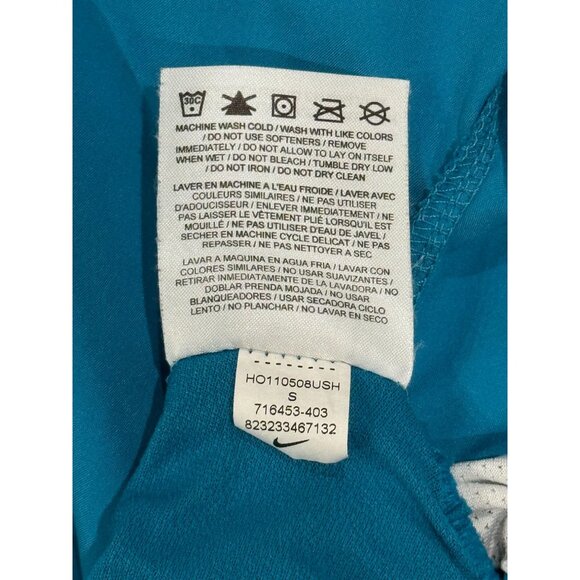 30C
MACHINE WASH COLD / WASH WITH LIKE COLORS
/ DO NOT USE SOFTENERS / REMOVE
IMMEDIATELY / DO NOT ALLOW TO LAY ON ITSELF
WHEN WET / DO NOT BLEACH / TUMBLE DRY LOW
/ DO NOT IRON / DO NOT DRY CLEAN
LAVER EN MACHINE A L'EAU FROIDE / LAVER AVEC
COULEURS SIMILAIRES / NE PAS UTILISER
D'ADOUCISSEUR / ENLEVER IMMEDIATEMENT / NE
PAS LAISSER LE VÊTEMENT PLIÉ LORSQU'IL EST
MOUILLÉ / NE PAS UTILISER D'EAU DE JAVEL /
SECHER EN MACHINE CYCLE DELICAT / NE PAS
REPASSER / NE PAS NETTOYER A SEC
LAVAR A MAQUINA EN AGUA FRIA / LAVAR CON
COLORES SIMILARES / NO USAR SUAVIZANTES /
RETIRAR INMEDIATAMENTE DE LA LAVADORA / NO
DOBLAR PRENDA MOJADA / NO USAR
BLANQUEADORES / USAR SECADORA CICLO
LENTO / NO PLANCHAR / NO LAVAR EN SECO
HO110508USH
S
716453-403
823233467132